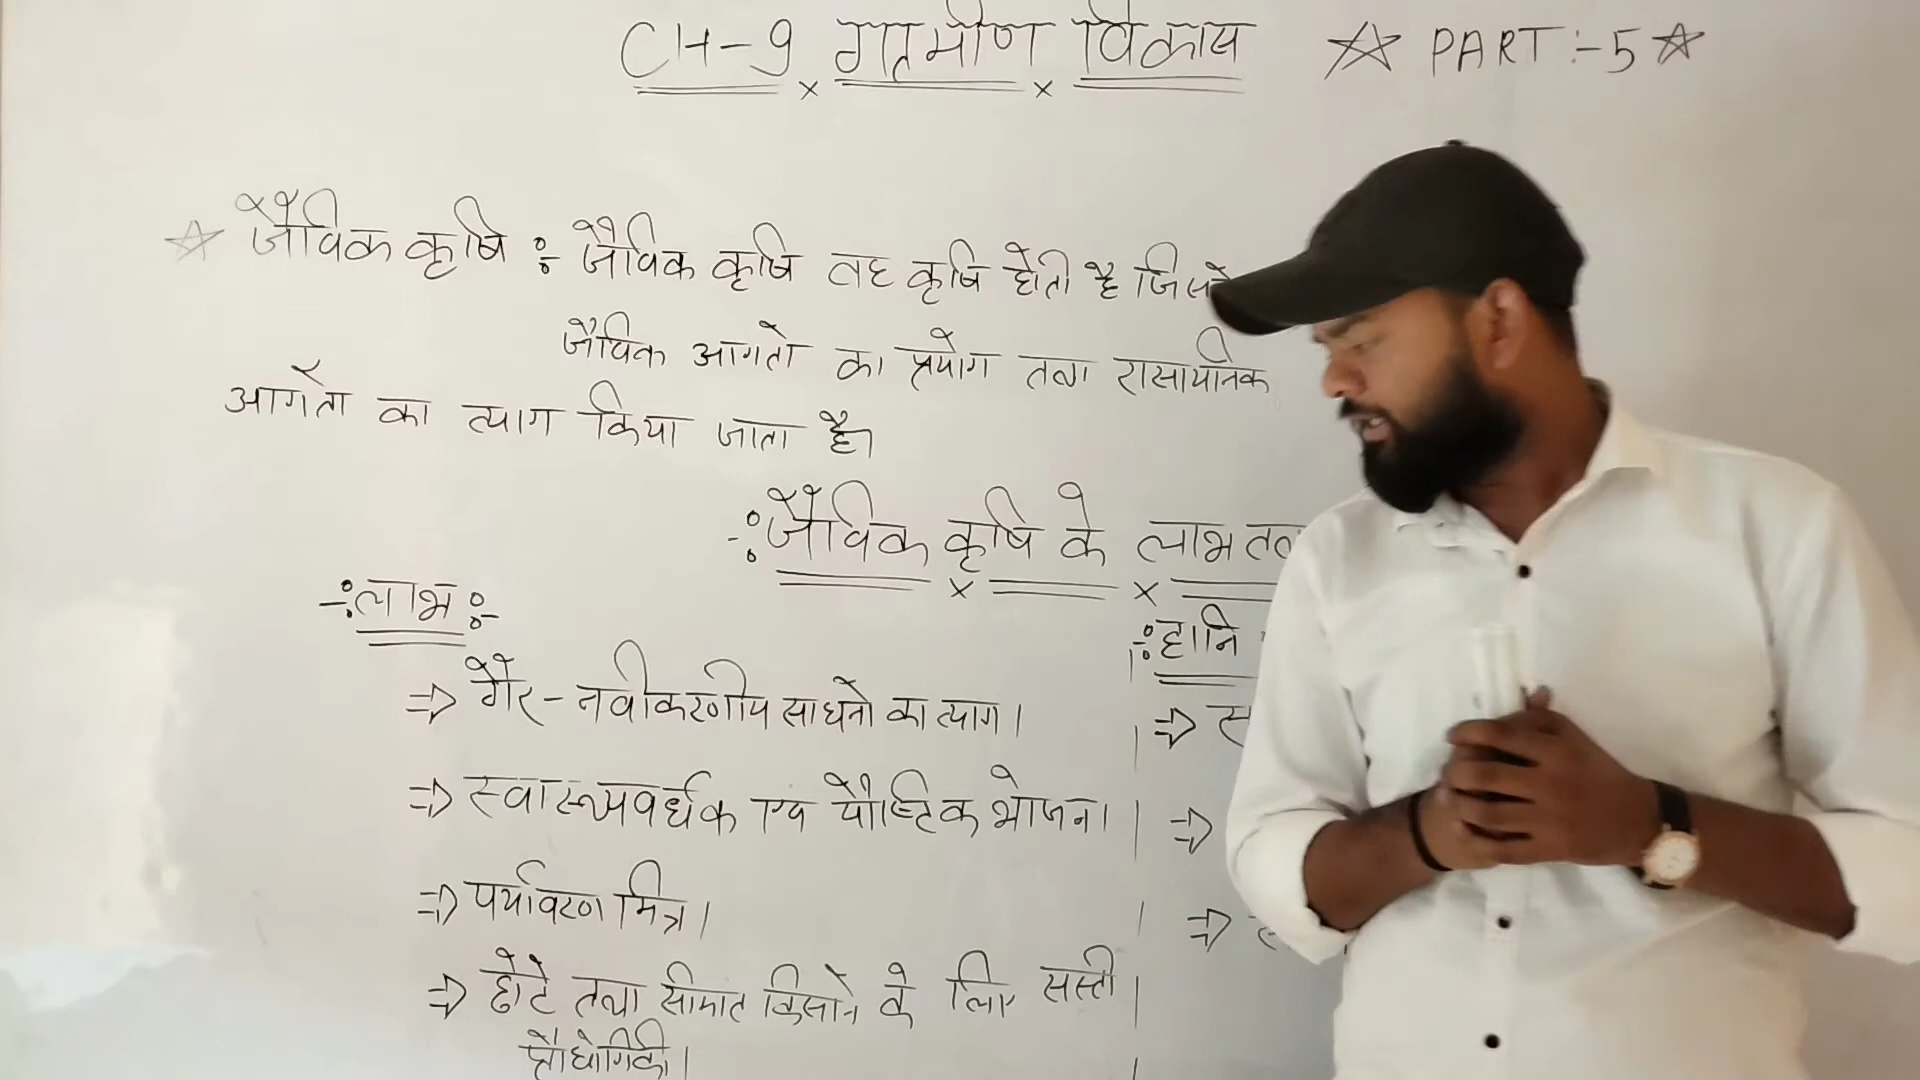 CH-9 ग्रामीण विकास ☆ PART:-5 ☆
☆ जैविक कृषि : जैविक कृषि वह कृषि होती है जिसमें
जैविक आगतों का प्रयोग तथा रासायनिक
आगतों का त्याग किया जाता है।
-: जैविक कृषि के लाभ तथा
-: लाभ :-
-: हानि
⇒ गैर-नवीकरणीय साधनों का त्याग।
⇒ स्वास्थ्यवर्धक एवं पौष्टिक भोजन।
⇒ पर्यावरण मित्र।
⇒ छोटे तथा सीमांत किसानों के लिए सस्ती
प्रौद्योगिकी।